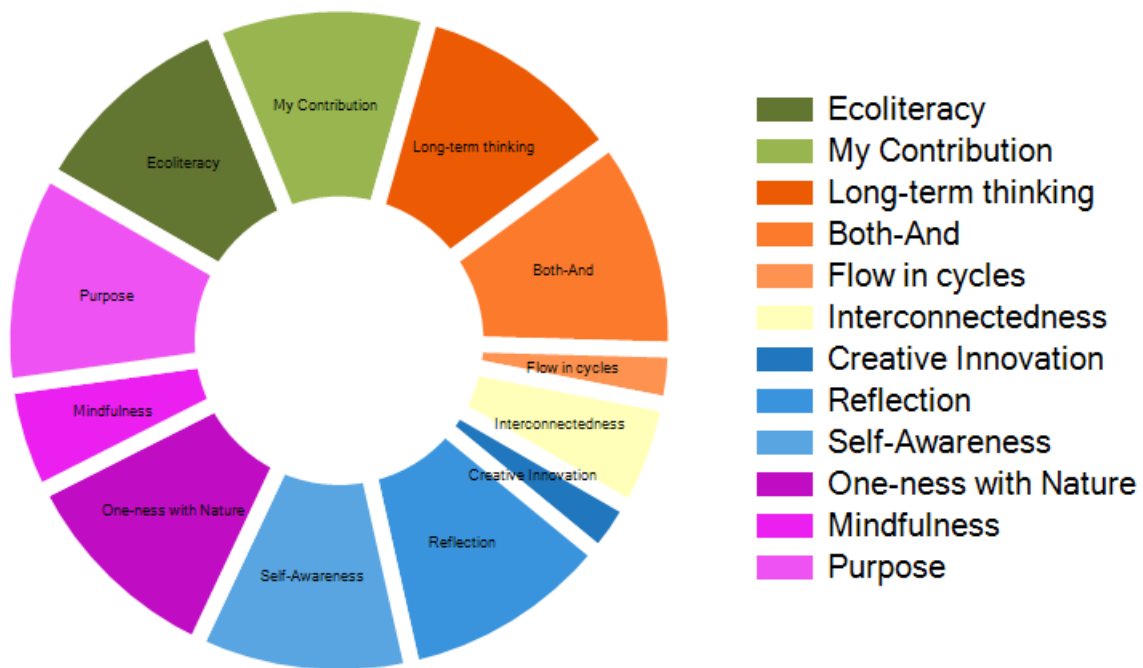 My Contribution
Long-term thinking
Ecoliteracy
Both-And
Purpose
Flow in cycles
Mindfulness
Interconnectedness
Creative Innovation
One-ness with Nature
Reflection
Self-Awareness
Ecoliteracy
My Contribution
Long-term thinking
Both-And
Flow in cycles
Interconnectedness
Creative Innovation
Reflection
Self-Awareness
One-ness with Nature
Mindfulness
Purpose